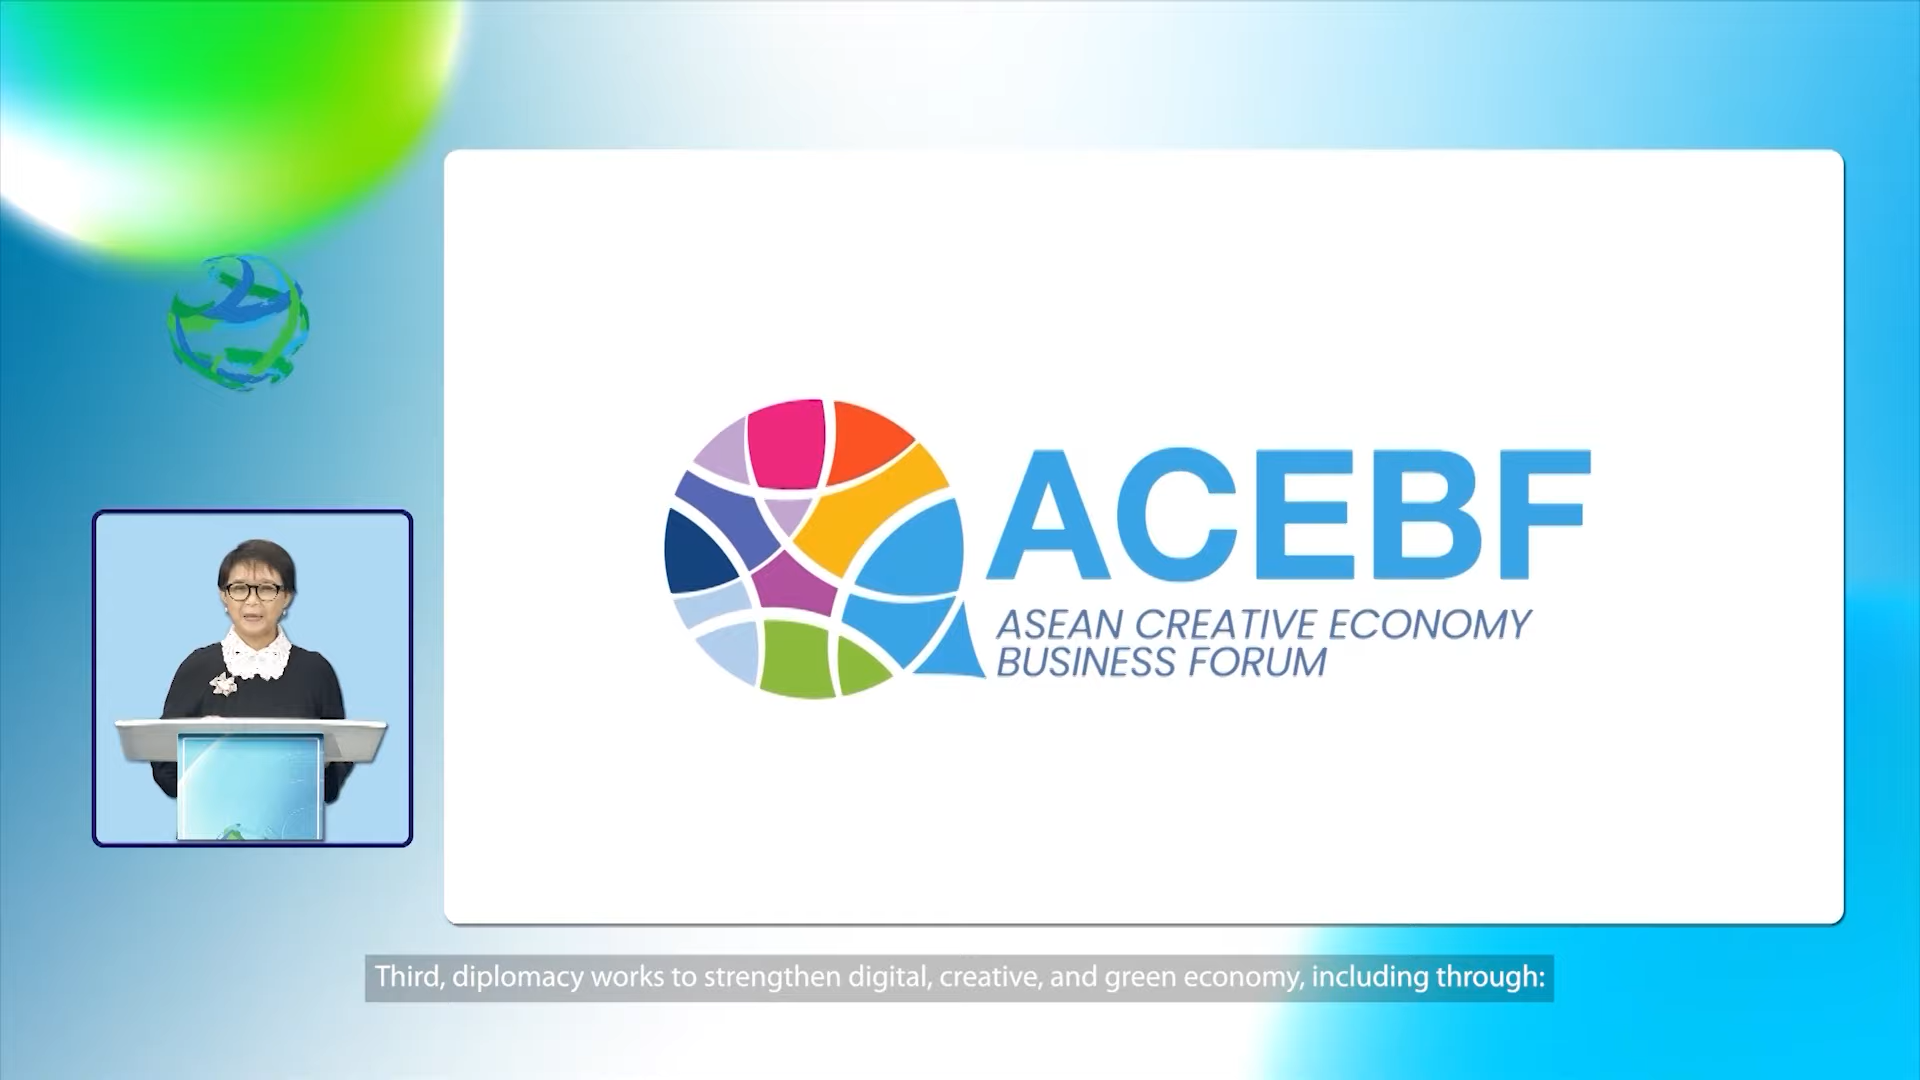 ACEBF
ASEAN CREATIVE ECONOMY
BUSINESS FORUM
Third, diplomacy works to strengthen digital, creative, and green economy, including through: